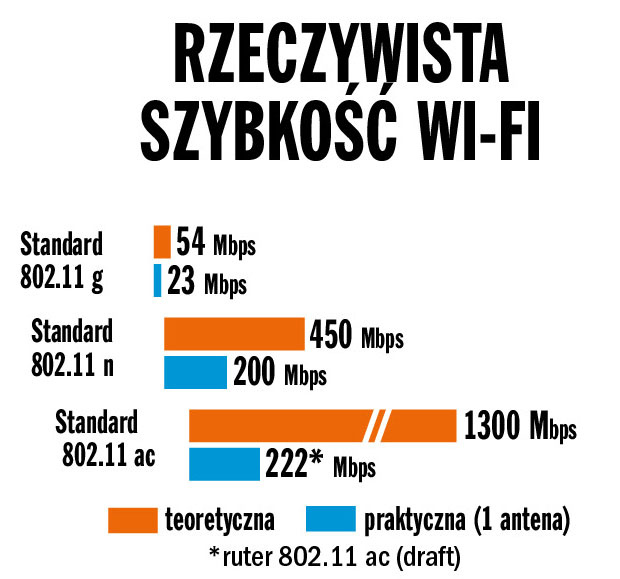 RZECZYWISTA
SZYBKOŚĆ WI-FI
Standard
802.11 g
54 Mbps
23 Mbps
Standard
802.11 n
450 Mbps
200 Mbps
Standard
802.11 ac
1300 Mbps
222* Mbps
teoretyczna
praktyczna (1 antena)
*ruter 802.11 ac (draft)